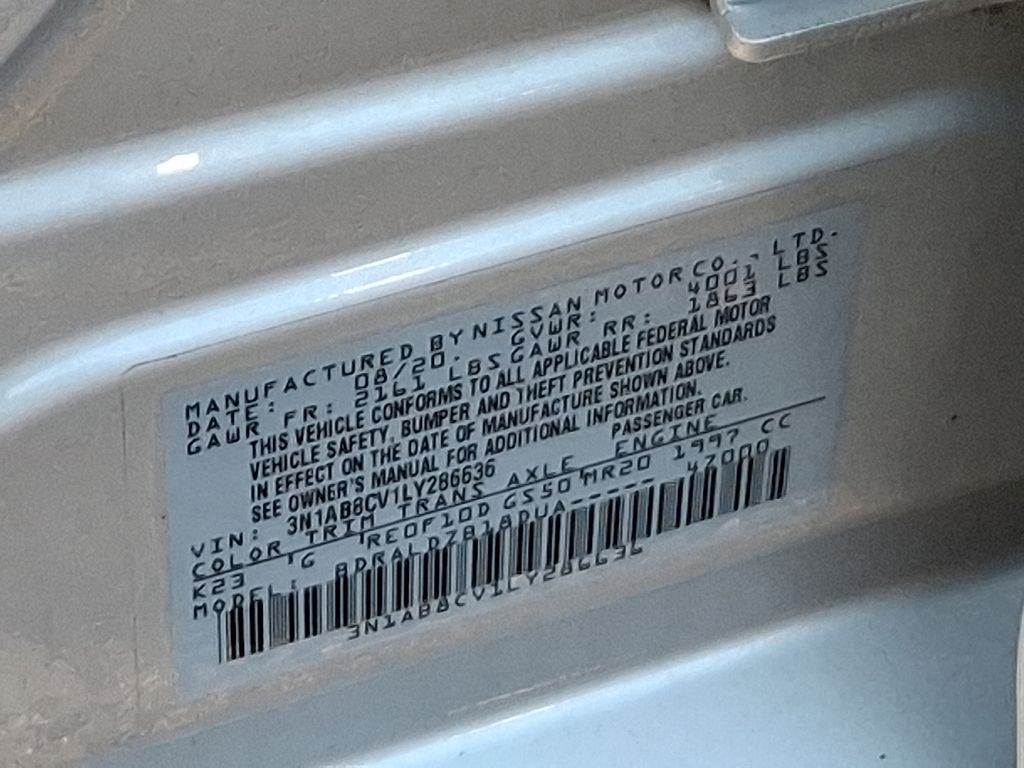 MANUFACTURED BY NISSAN MOTOR CO., LTD.
DATE: 08/20. GVWR: 4001 LBS
GAWR FR: 2161 LBS GAWR RR: 1863 LBS
THIS VEHICLE CONFORMS TO ALL APPLICABLE FEDERAL MOTOR
VEHICLE SAFETY, BUMPER AND THEFT PREVENTION STANDARDS
IN EFFECT ON THE DATE OF MANUFACTURE SHOWN ABOVE.
SEE OWNER'S MANUAL FOR ADDITIONAL INFORMATION.
VIN: 3N1AB8CV1LY286636 PASSENGER CAR.
COLOR TRIM TRANS AXLE ENGINE
K23 'G 'RE0F10D GS50 'MR20 1997 CC
MODEL: 47000
3N1AB8CV1LY286636